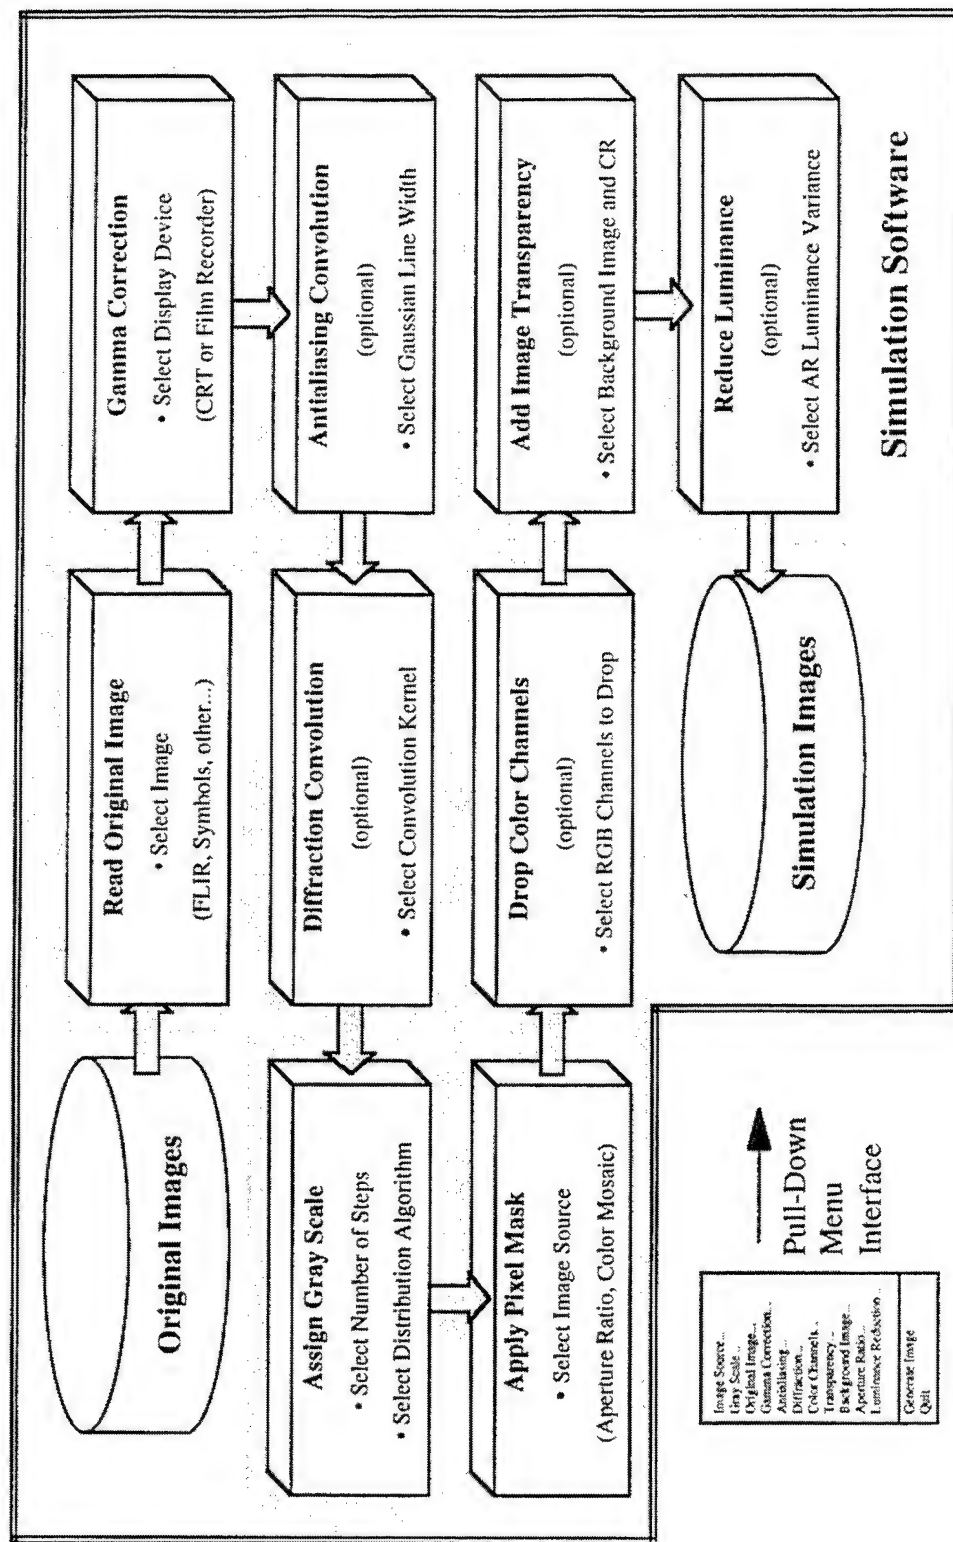 Original Images
Read Original Image
• Select Image
(FLIR, Symbols, other...)
Gamma Correction
• Select Display Device
(CRT or Film Recorder)
Antialiasing Convolution
(optional)
• Select Gaussian Line Width
Diffraction Convolution
(optional)
• Select Convolution Kernel
Assign Gray Scale
• Select Number of Steps
• Select Distribution Algorithm
Apply Pixel Mask
• Select Image Source
(Aperture Ratio, Color Mosaic)
Drop Color Channels
(optional)
• Select RGB Channels to Drop
Add Image Transparency
(optional)
• Select Background Image and CR
Reduce Luminance
(optional)
• Select AR Luminance Variance
Simulation Images
Simulation Software
Image Source...
Gray Scale...
Original Image...
Gamma Correction...
Antialiasing...
Diffraction...
Color Channels...
Transparency...
Background Image...
Aperture Ratio...
Luminance Reduction...
Generate Image
Quit
Pull-Down
Menu
Interface